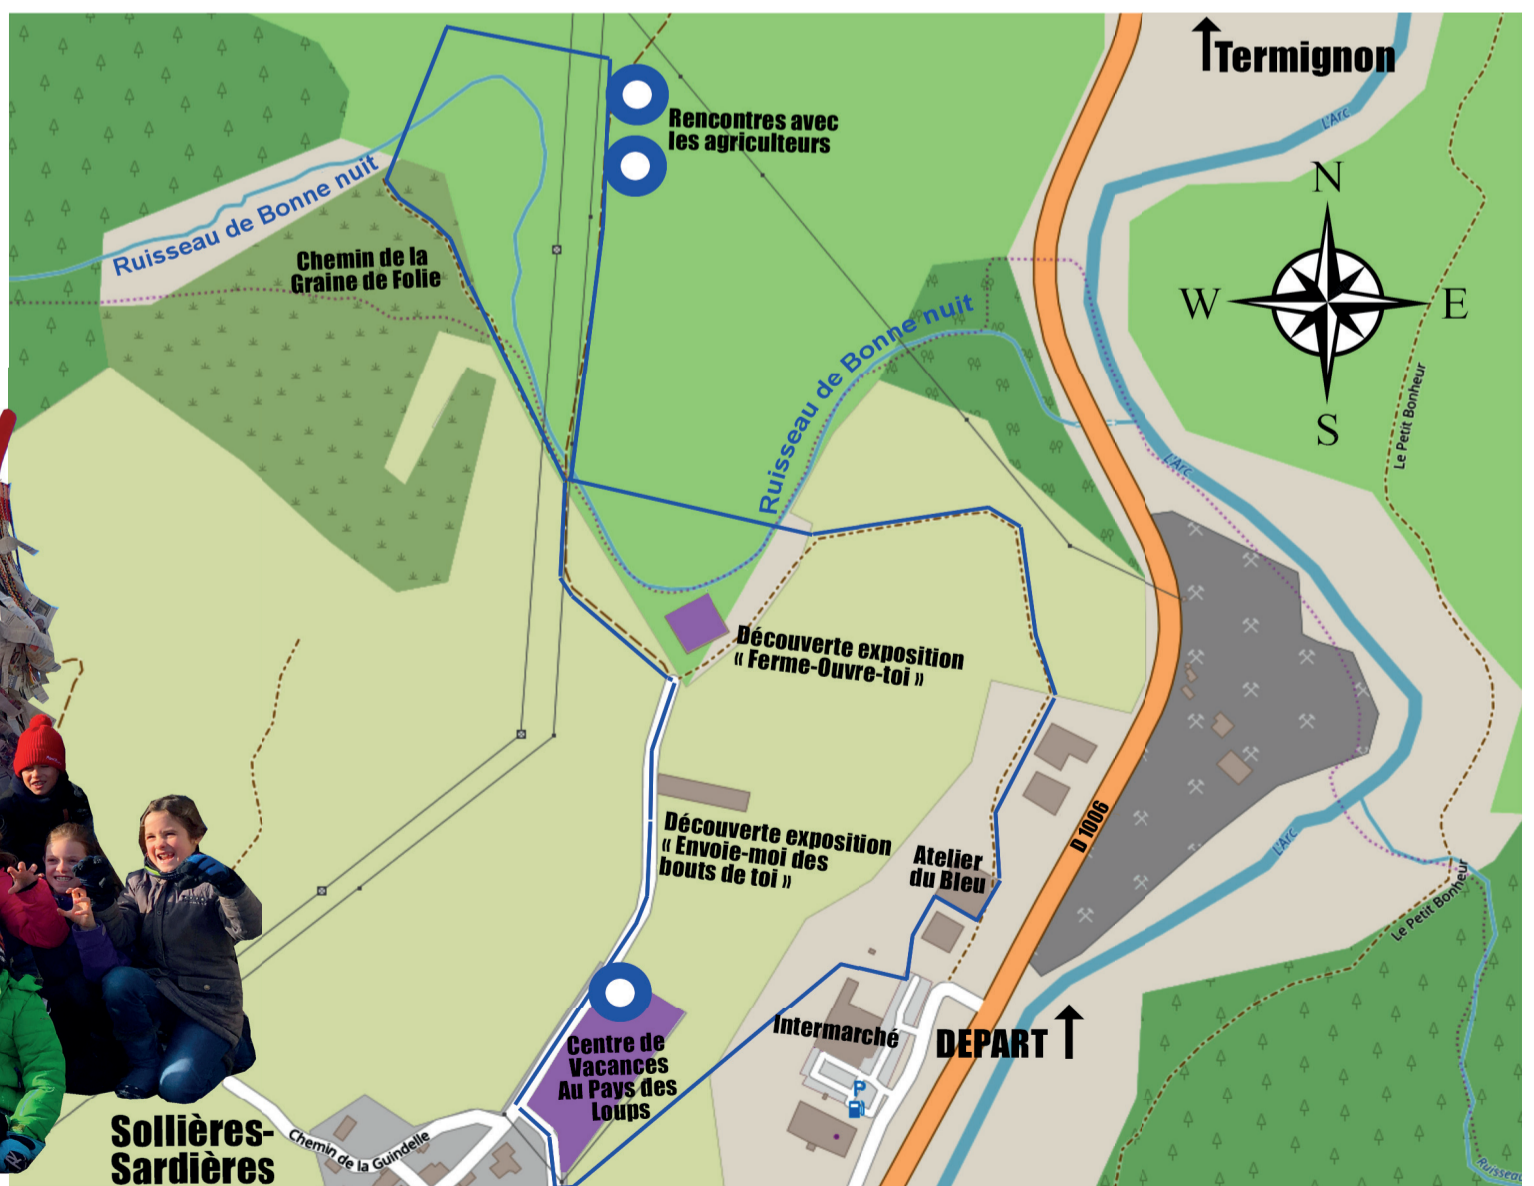 Termignon
L'Arc
Rencontres avec
les agriculteurs
Ruisseau de Bonne nuit
Chemin de la
Graine de Folie
N
W
E
S
Ruisseau de Bonne nuit
Le Petit Bonheur
L'Arc
Découverte exposition
« Ferme-Ouvre-toi »
Découverte exposition
« Envoie-moi des
bouts de toi »
D 1006
Atelier
du Bleu
L'Arc
Le Petit Bonheur
Intermarché
DEPART
P
Centre de
Vacances
Au Pays des
Loups
Sollières-
Sardières
Chemin de la Guindelle
Ruisseau